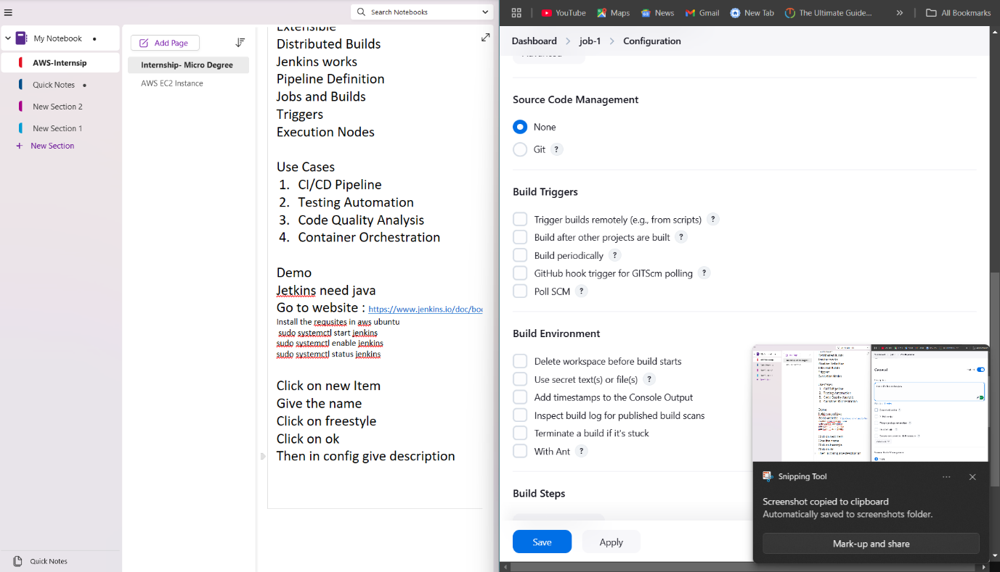 Search Notebooks
My Notebook
AWS-Internsip
Quick Notes
New Section 2
New Section 1
+ New Section
Quick Notes
Add Page
Internship- Micro Degree
AWS EC2 Instance
Extensible
Distributed Builds
Jenkins works
Pipeline Definition
Jobs and Builds
Triggers
Execution Nodes
Use Cases
1. CI/CD Pipeline
2. Testing Automation
3. Code Quality Analysis
4. Container Orchestration
Demo
Jetkins need java
Go to website : https://www.jenkins.io/doc/boo
Install the requsites in aws ubuntu
sudo systemctl start jenkins
sudo systemctl enable jenkins
sudo systemctl status jenkins
Click on new Item
Give the name
Click on freestyle
Click on ok
Then in config give description
YouTube Maps News Gmail New Tab The Ultimate Guide... » All Bookmarks
Dashboard > job-1 > Configuration
Advanced
Source Code Management
None
Git ?
Build Triggers
Trigger builds remotely (e.g., from scripts) ?
Build after other projects are built ?
Build periodically ?
GitHub hook trigger for GITScm polling ?
Poll SCM ?
Build Environment
Delete workspace before build starts
Use secret text(s) or file(s) ?
Add timestamps to the Console Output
Inspect build log for published build scans
Terminate a build if it's stuck
With Ant ?
Build Steps
Save
Apply
Snipping Tool
Screenshot copied to clipboard
Automatically saved to screenshots folder.
Mark-up and share